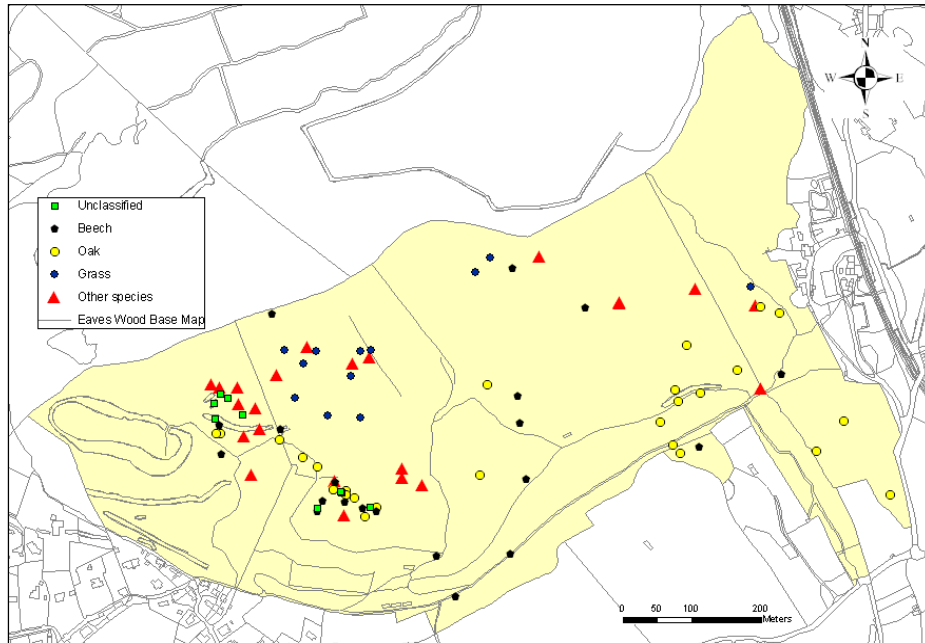 N
W E
S
Unclassified
Beech
Oak
Grass
Other species
Eaves Wood Base Map
0 50 100 200
Meters